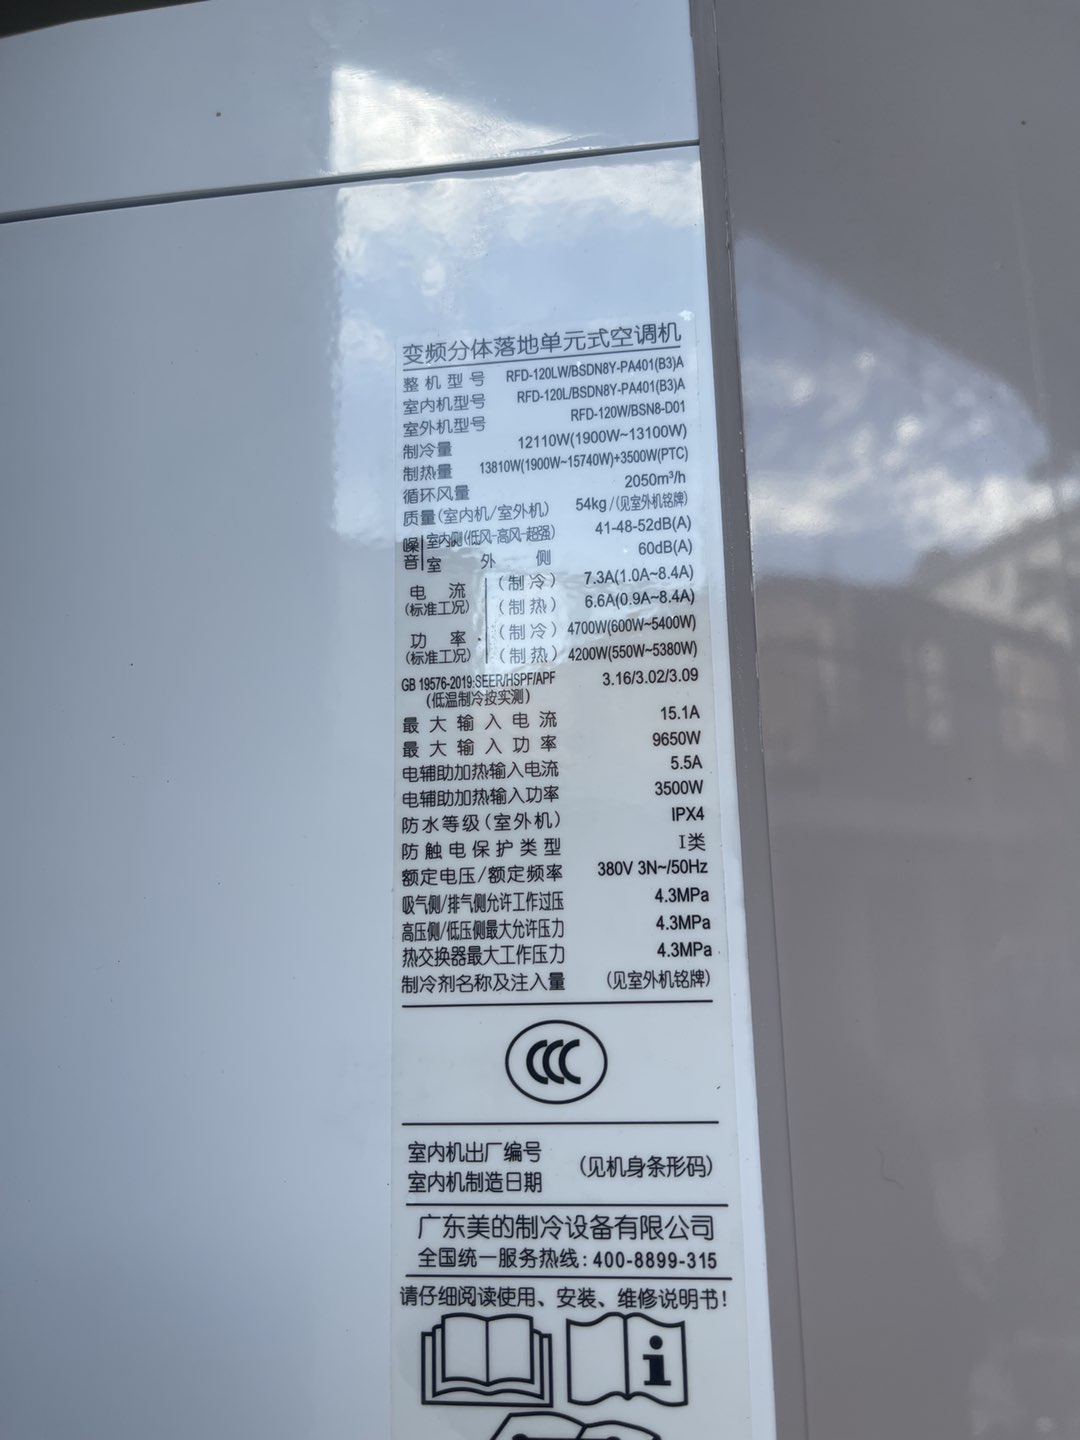 变频分体落地单元式空调机
整机型号 RFD-120LW/BSDN8Y-PA401(B3)A
室内机型号 RFD-120L/BSDN8Y-PA401(B3)A
室外机型号 RFD-120W/BSN8-D01
制冷量 12110W(1900W~13100W)
制热量 13810W(1900W~15740W)+3500W(PTC)
循环风量 2050m³/h
质量(室内机/室外机) 54kg/(见室外机铭牌)
噪音 室内侧(低风-高风-超强) 41-48-52dB(A)
室外侧 60dB(A)
电流(标准工况) (制冷) 7.3A(1.0A~8.4A)
(制热) 6.6A(0.9A~8.4A)
功率(标准工况) (制冷) 4700W(600W~5400W)
(制热) 4200W(550W~5380W)
GB 19576-2019:SEER/HSPF/APF 3.16/3.02/3.09
(低温制冷按实测)
最大输入电流 15.1A
最大输入功率 9650W
电辅助加热输入电流 5.5A
电辅助加热输入功率 3500W
防水等级(室外机) IPX4
防触电保护类型 I类
额定电压/额定频率 380V 3N~/50Hz
吸气侧/排气侧允许工作过压 4.3MPa
高压侧/低压侧最大允许压力 4.3MPa
热交换器最大工作压力 4.3MPa
制冷剂名称及注入量 (见室外机铭牌)
CCC
室内机出厂编号
室内机制造日期 (见机身条形码)
广东美的制冷设备有限公司
全国统一服务热线:400-8899-315
请仔细阅读使用、安装、维修说明书!